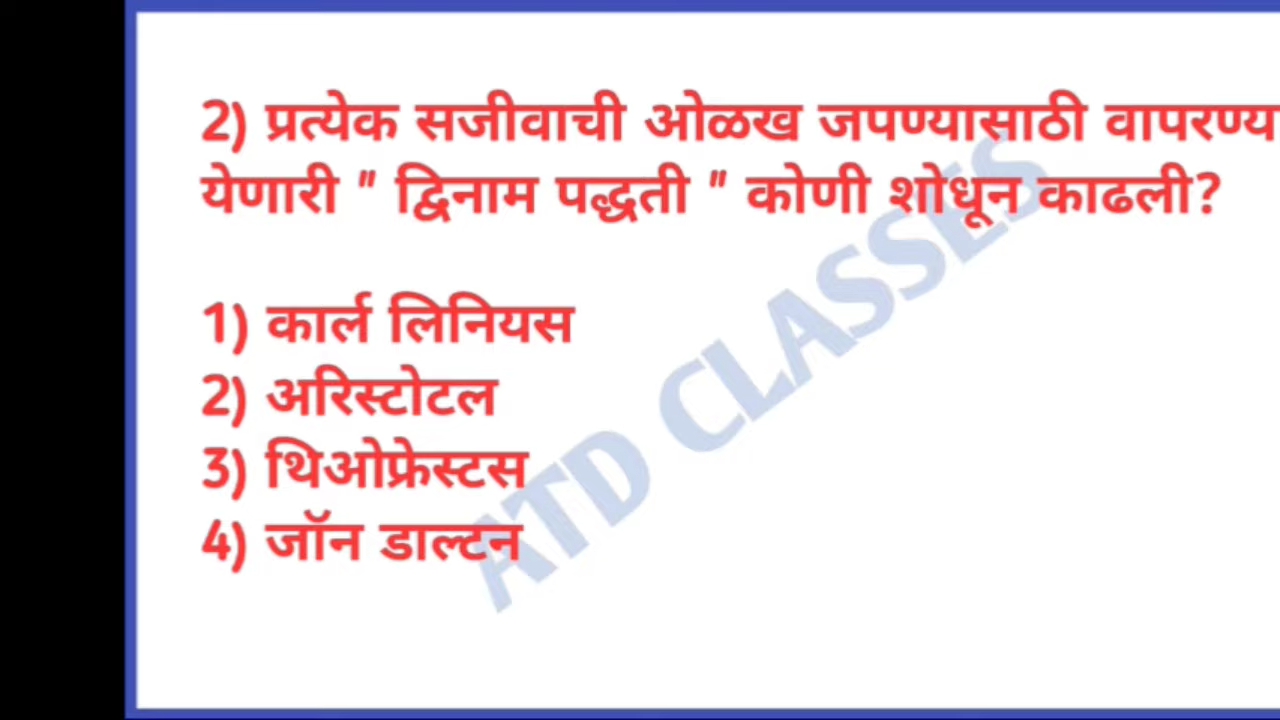 2) प्रत्येक सजीवाची ओळख जपण्यासाठी वापरण्य
येणारी " द्विनाम पद्धती " कोणी शोधून काढली?
1) कार्ल लिनियस
2) अरिस्टोटल
3) थिओफ्रेस्टस
4) जॉन डाल्टन
ATD CLASSES